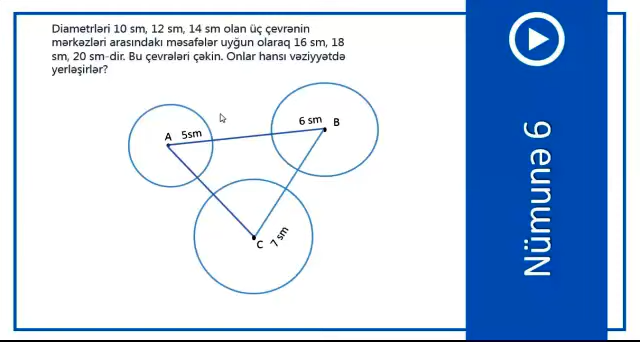 Diametrləri 10 sm, 12 sm, 14 sm olan üç çevrənin
mərkəzləri arasındakı məsafələr uyğun olaraq 16 sm, 18
sm, 20 sm-dir. Bu çevrələri çəkin. Onlar hansı vəziyyətdə
yerləşirlər?
A 5sm
6 sm B
C 7 sm
Nümunə 6